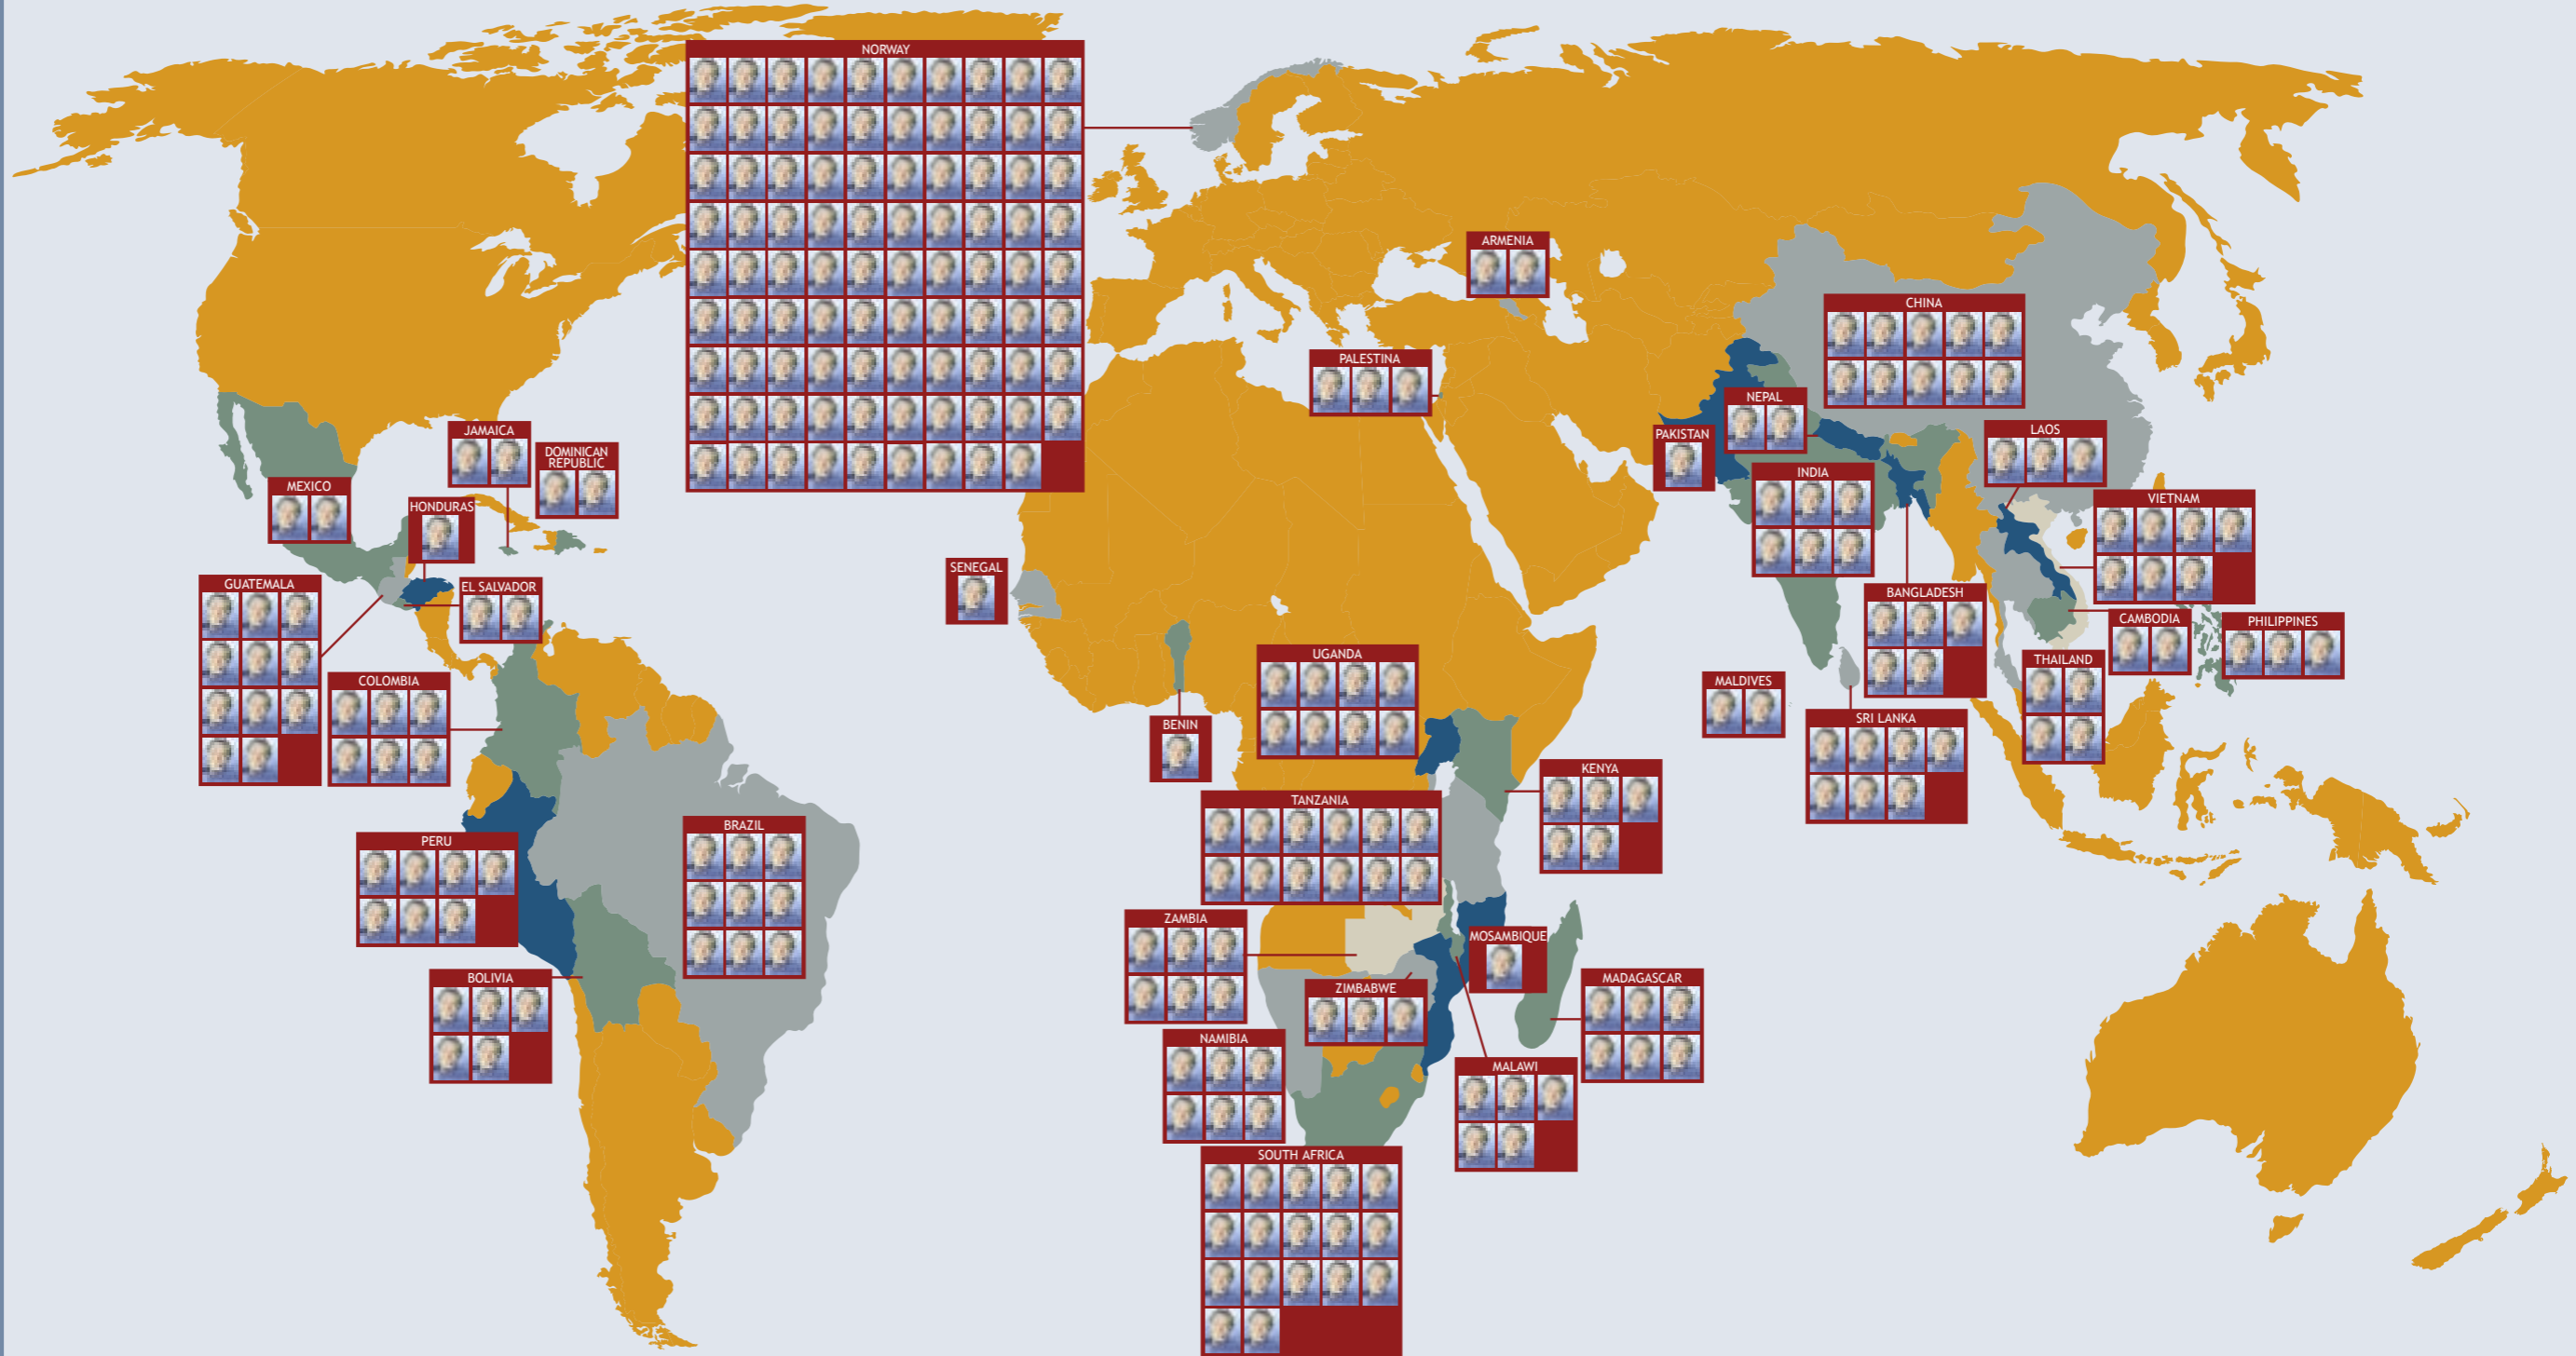 NORWAY
ARMENIA
CHINA
PALESTINA
NEPAL
JAMAICA
LAOS
PAKISTAN
DOMINICAN
REPUBLIC
INDIA
MEXICO
VIETNAM
HONDURAS
SENEGAL
GUATEMALA
EL SALVADOR
BANGLADESH
CAMBODIA
PHILIPPINES
UGANDA
THAILAND
COLOMBIA
MALDIVES
SRI LANKA
BENIN
KENYA
TANZANIA
BRAZIL
PERU
ZAMBIA
MOSAMBIQUE
BOLIVIA
MADAGASCAR
ZIMBABWE
NAMIBIA
MALAWI
SOUTH AFRICA